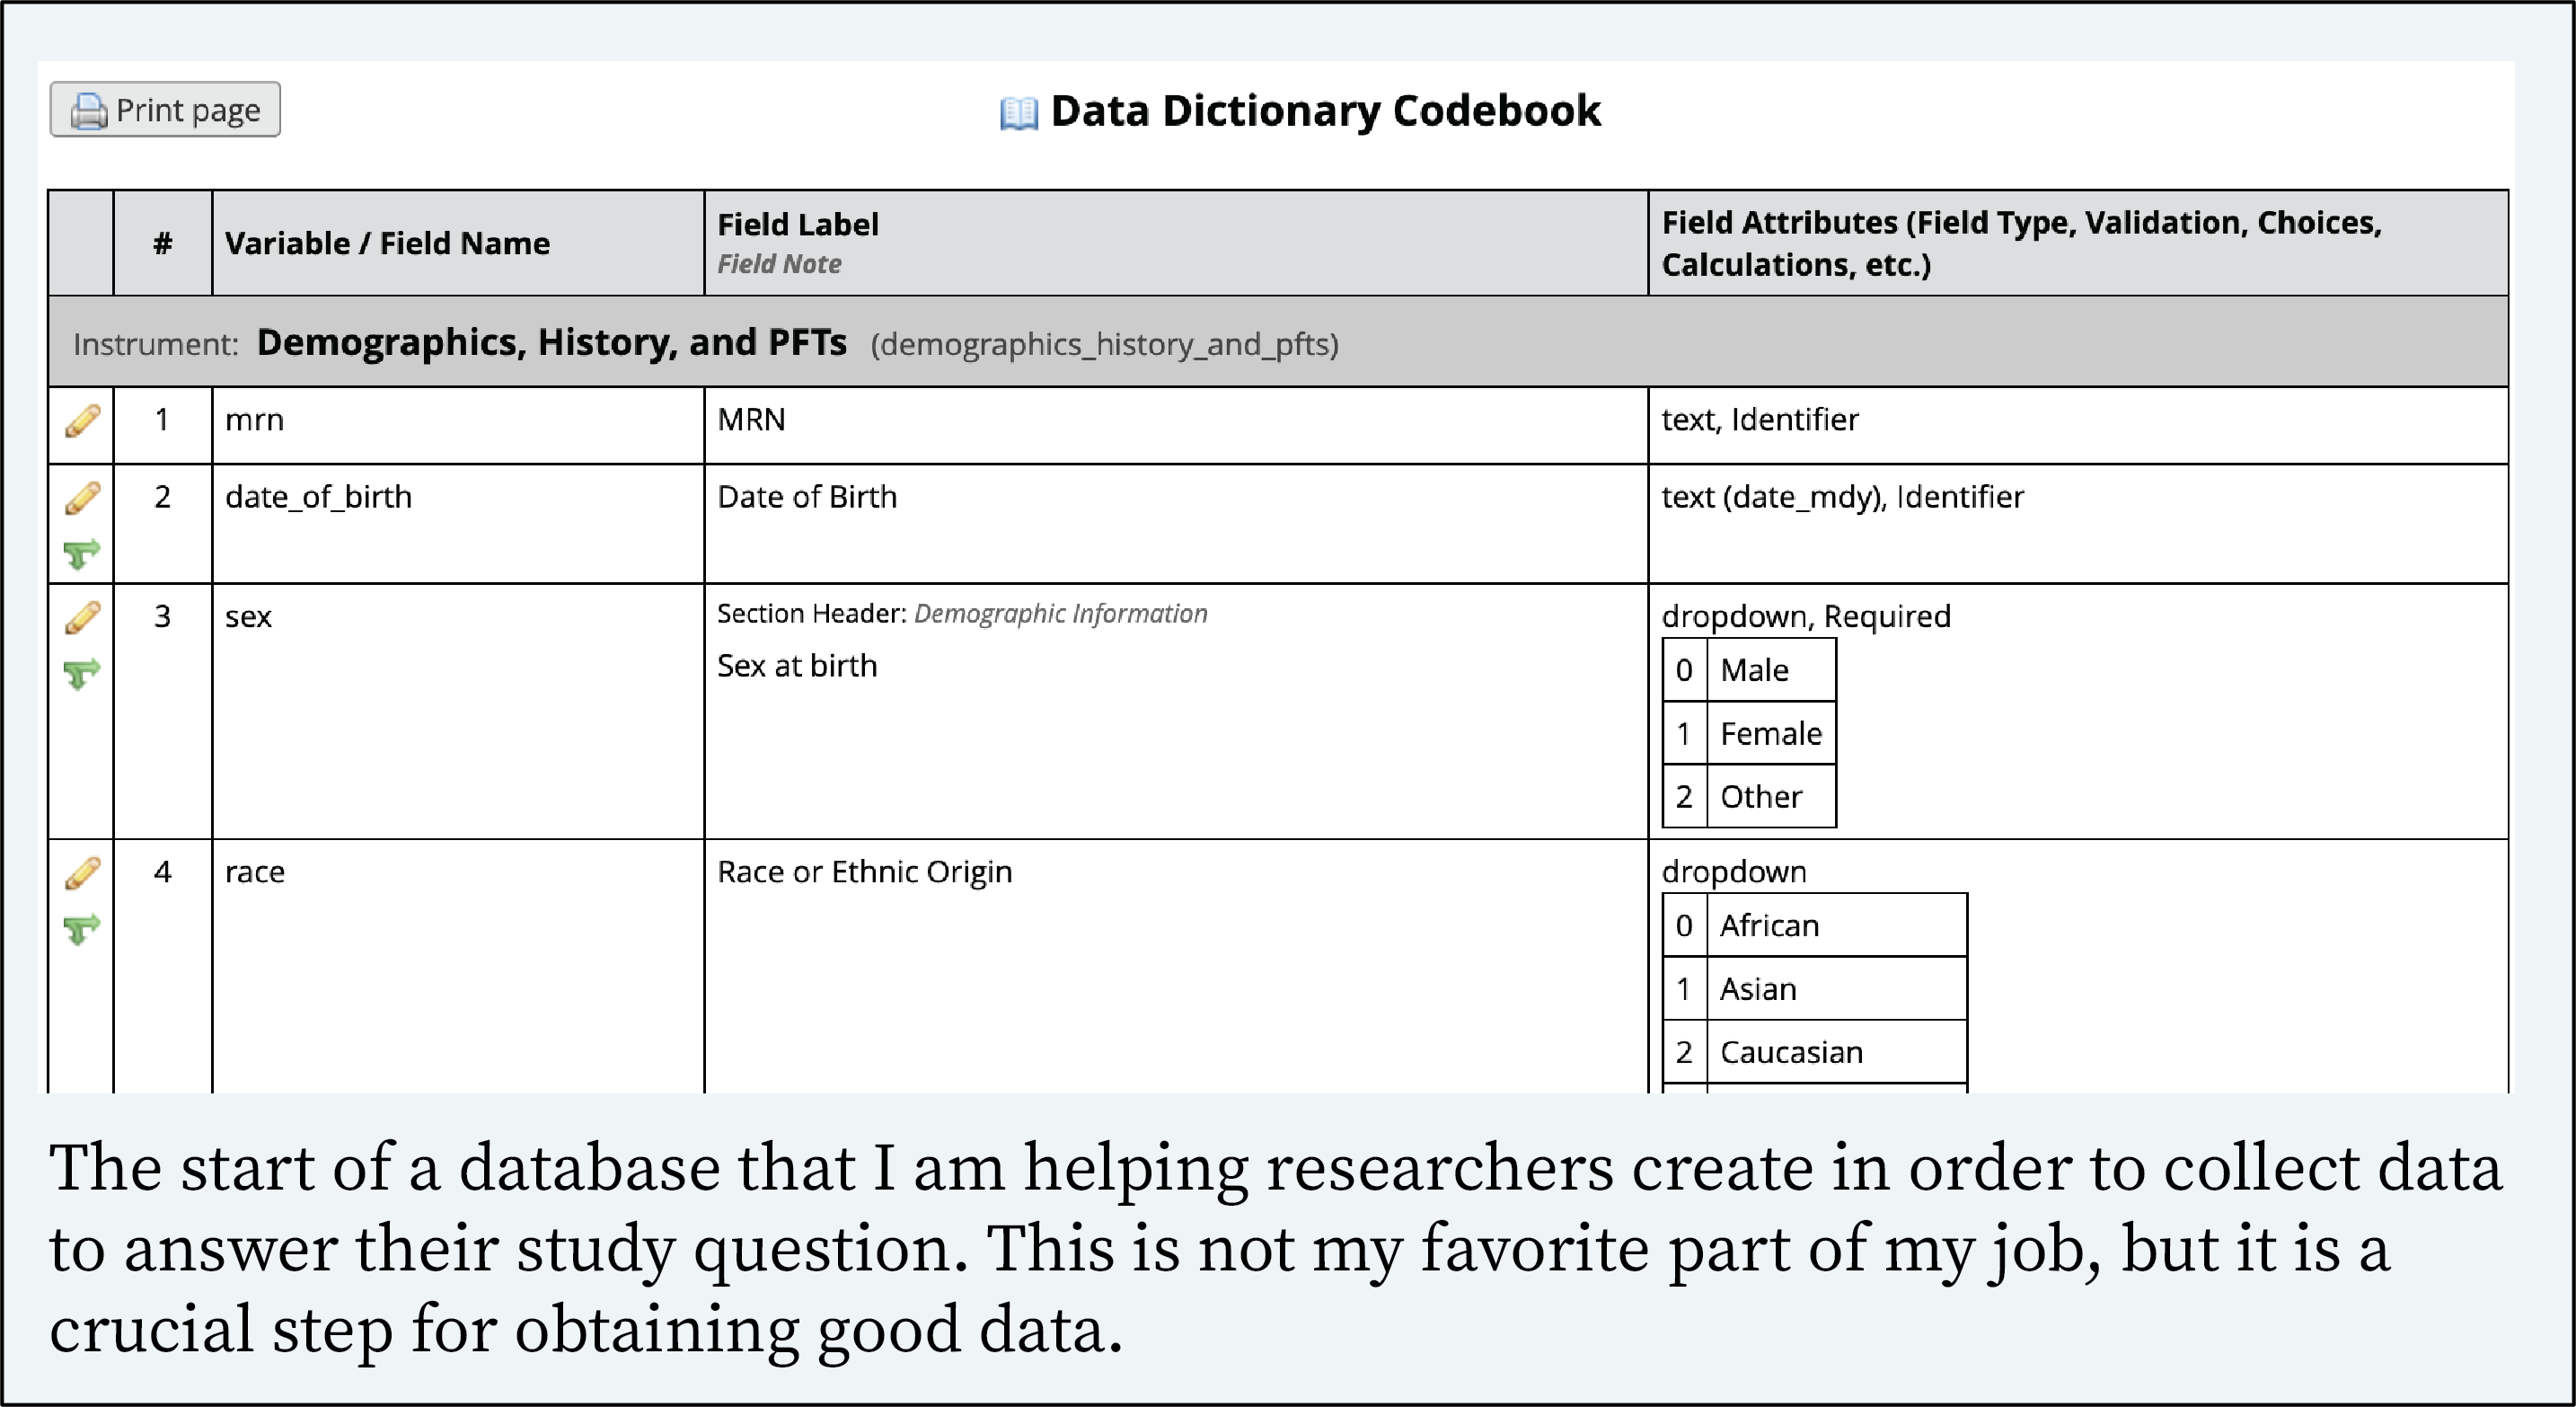 Print page
Data Dictionary Codebook
# Variable / Field Name Field Label Field Note Field Attributes (Field Type, Validation, Choices, Calculations, etc.)
Instrument: Demographics, History, and PFTs (demographics_history_and_pfts)
1 mrn MRN text, Identifier
2 date_of_birth Date of Birth text (date_mdy), Identifier
3 sex Section Header: Demographic Information dropdown, Required
Sex at birth
0 Male
1 Female
2 Other
4 race Race or Ethnic Origin dropdown
0 African
1 Asian
2 Caucasian
The start of a database that I am helping researchers create in order to collect data
to answer their study question. This is not my favorite part of my job, but it is a
crucial step for obtaining good data.